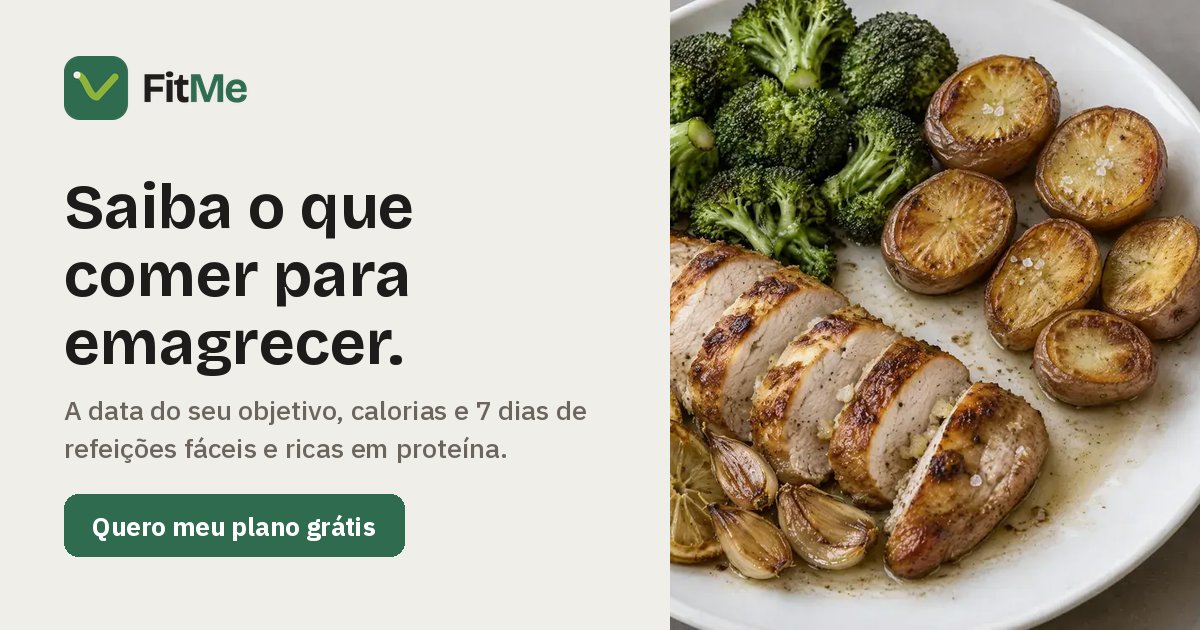 FitMe
Saiba o que
comer para
emagrecer.
A data do seu objetivo, calorias e 7 dias de
refeições fáceis e ricas em proteína.
Quero meu plano grátis